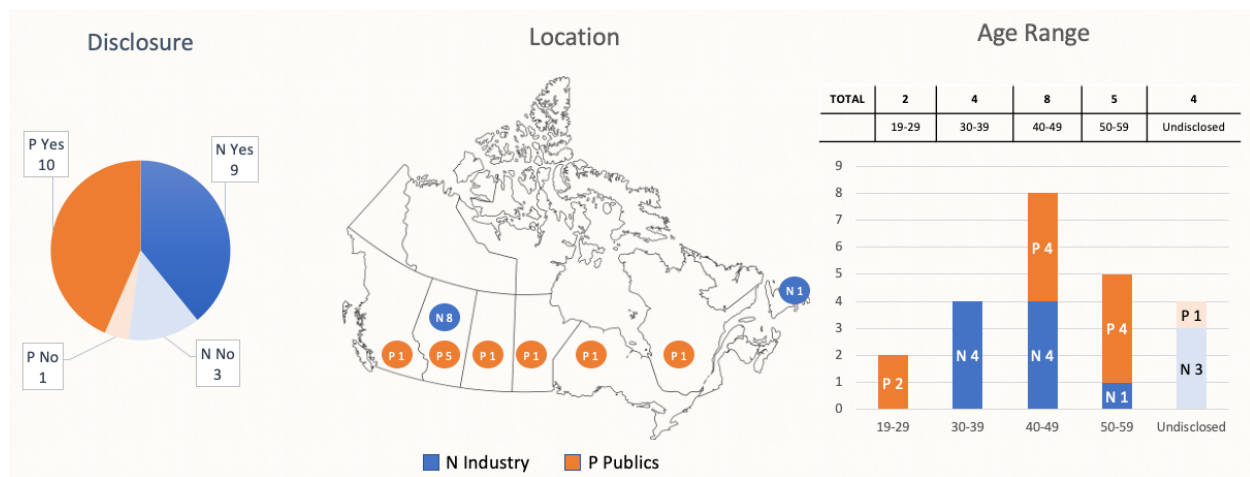 Disclosure
P Yes
10
N Yes
9
P No
1
N No
3
Location
N 1
N 8
P 1
P 5
P 1
P 1
P 1
P 1
N Industry
P Publics
Age Range
TOTAL 2 4 8 5 4
19-29 30-39 40-49 50-59 Undisclosed
9
8
7
6
5
4
3
2
1
0
P 2
N 4
P 4
N 4
P 4
N 1
P 1
N 3
19-29 30-39 40-49 50-59 Undisclosed